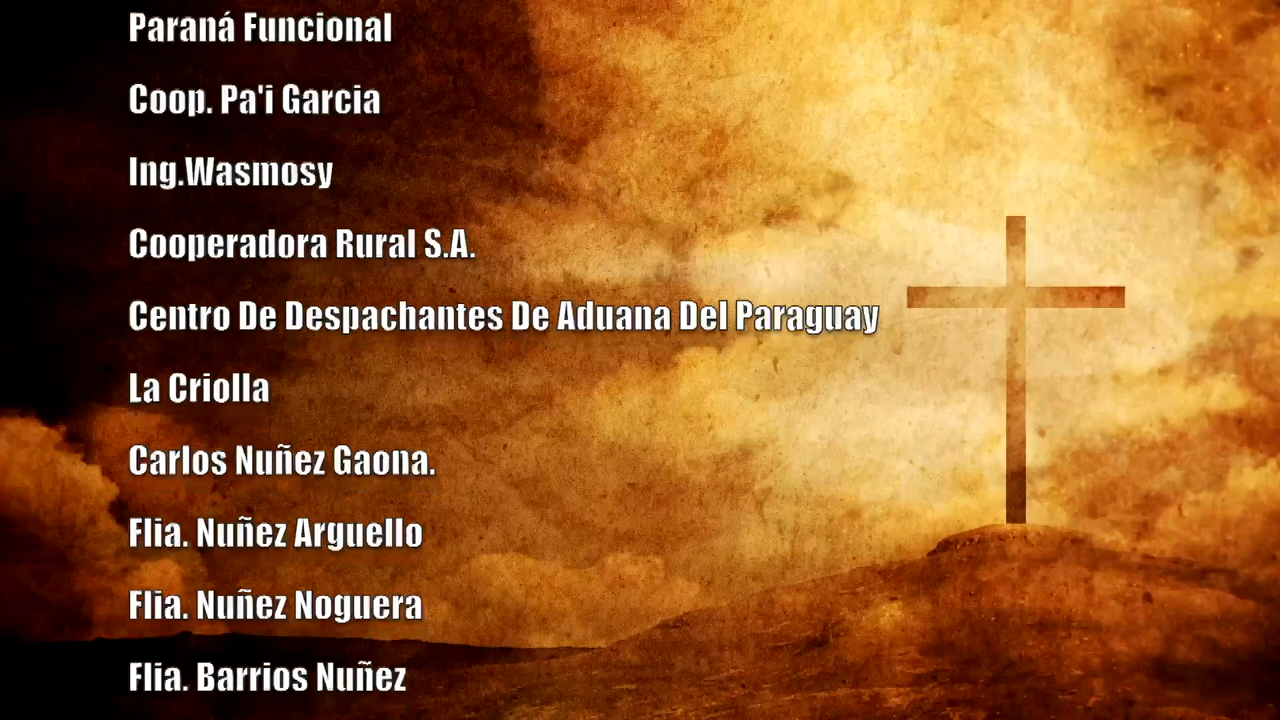 Paraná Funcional
Coop. Pa'i Garcia
Ing.Wasmosy
Cooperadora Rural S.A.
Centro De Despachantes De Aduana Del Paraguay
La Criolla
Carlos Nuñez Gaona.
Flia. Nuñez Arguello
Flia. Nuñez Noguera
Flia. Barrios Nuñez